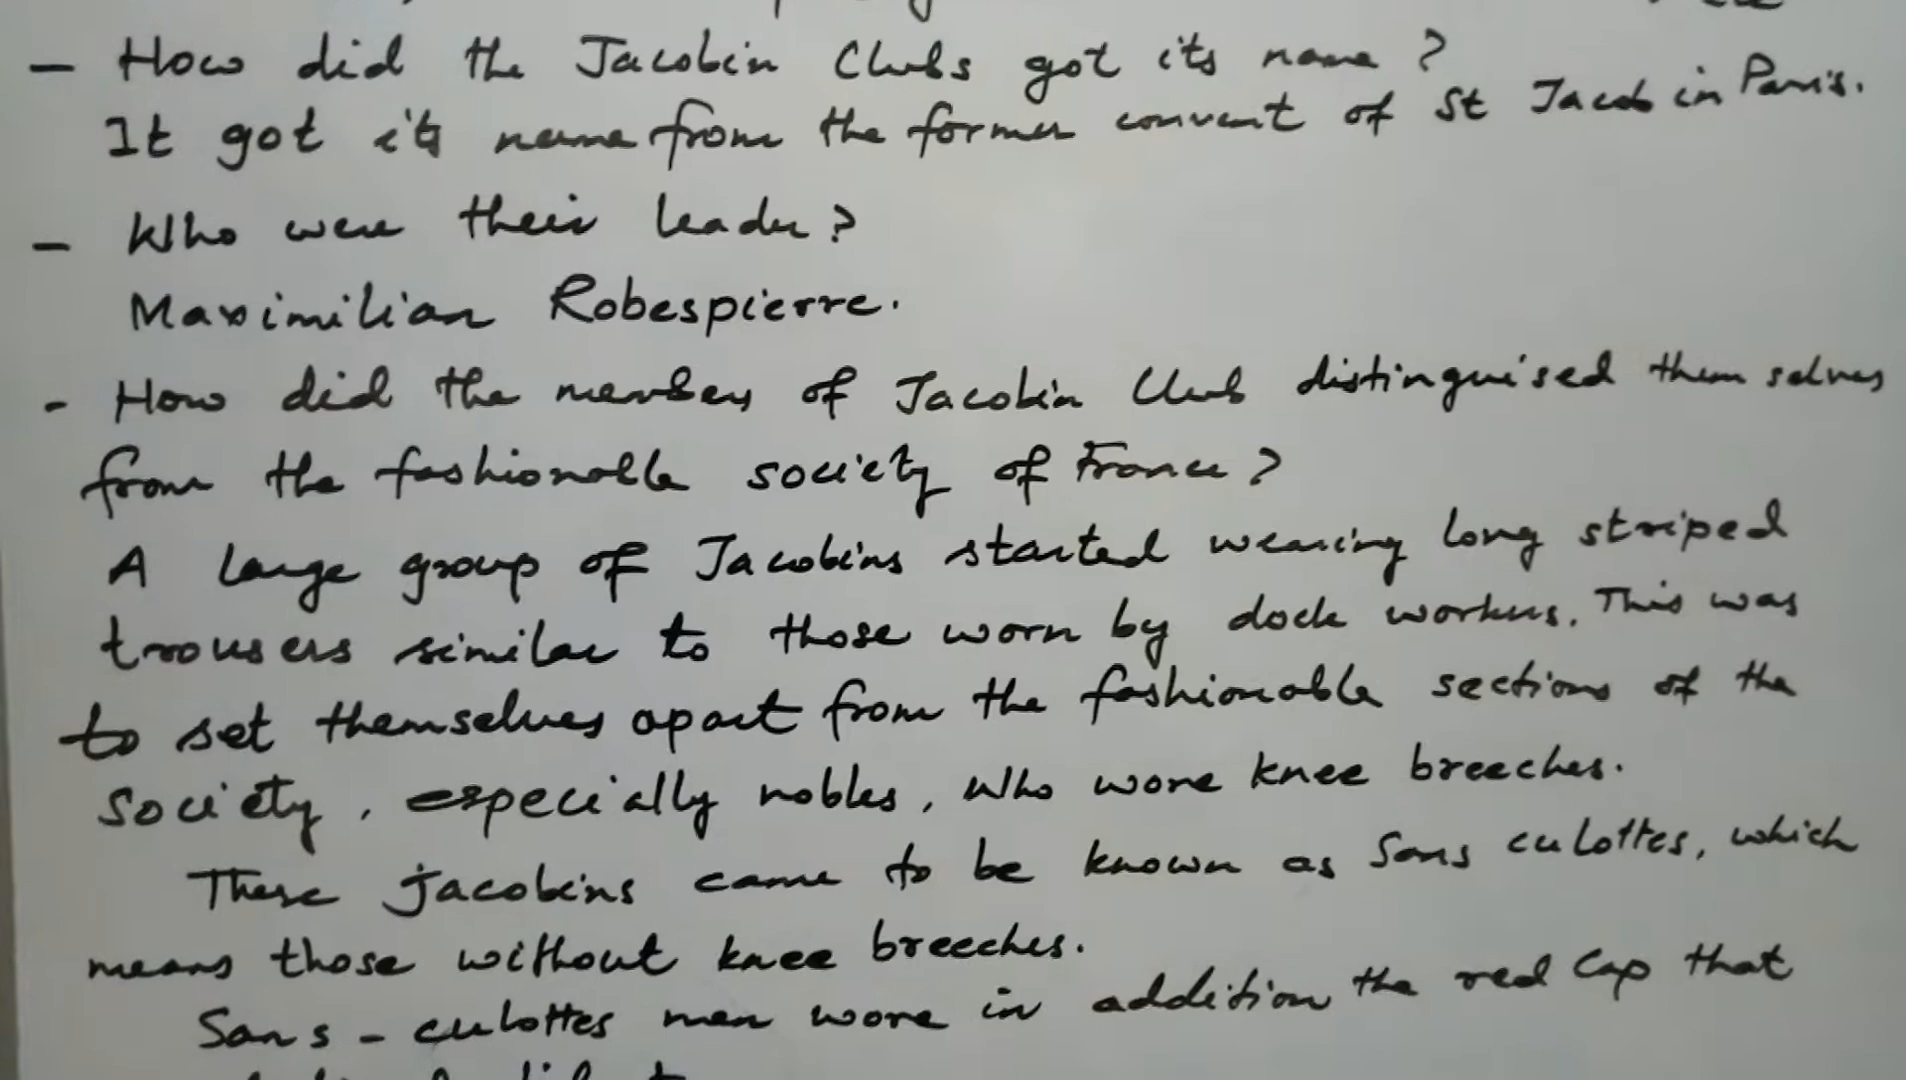 - How did the Jacobin Clubs got its name ?
It got its name from the former convent of St Jacob in Paris.
- Who were their leader ?
Maximilian Robespierre.
- How did the members of Jacobin Club distinguised themselves
from the fashionable society of France ?
A large group of Jacobins started wearing long striped
trousers similar to those worn by dock workers. This was
to set themselves apart from the fashionable sections of the
society, especially nobles, who wore knee breeches.
These jacobins came to be known as Sans culottes, which
means those without knee breeches.
Sans - culottes men wore in addition the red Cap that